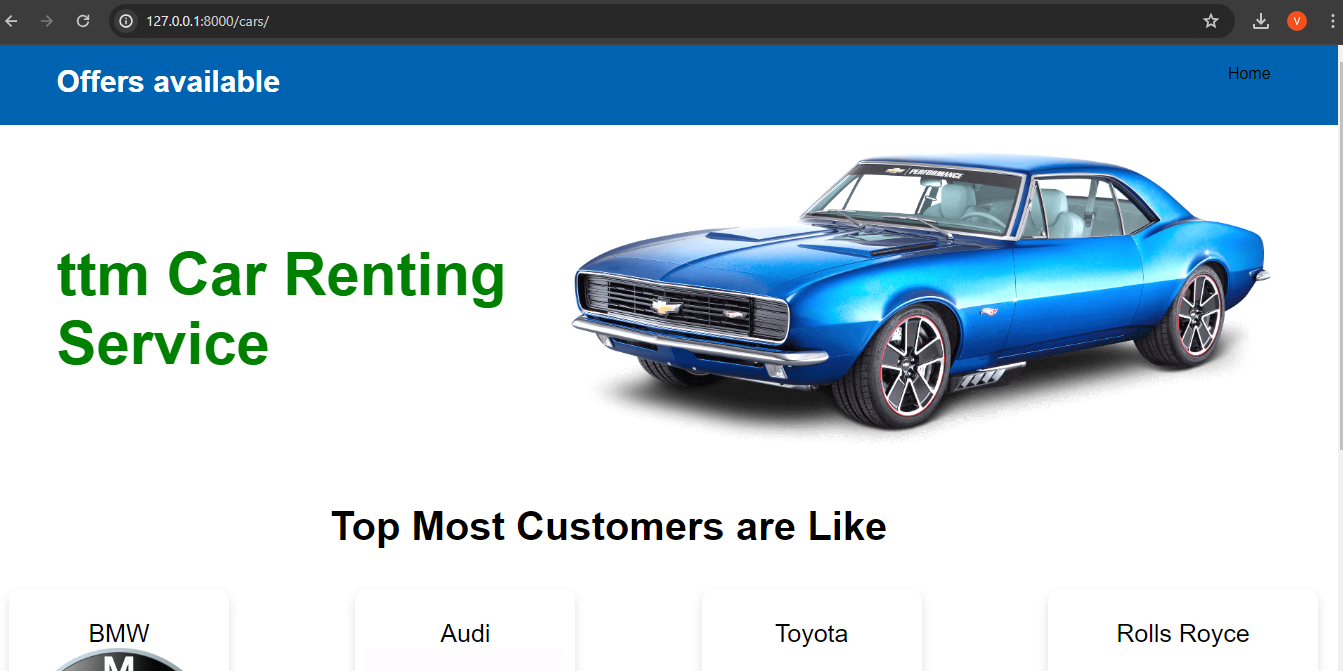 127.0.0.1:8000/cars/
V
Offers available
Home
PERFORMANCE
ttm Car Renting
Service
Top Most Customers are Like
BMW
Audi
Toyota
Rolls Royce
M